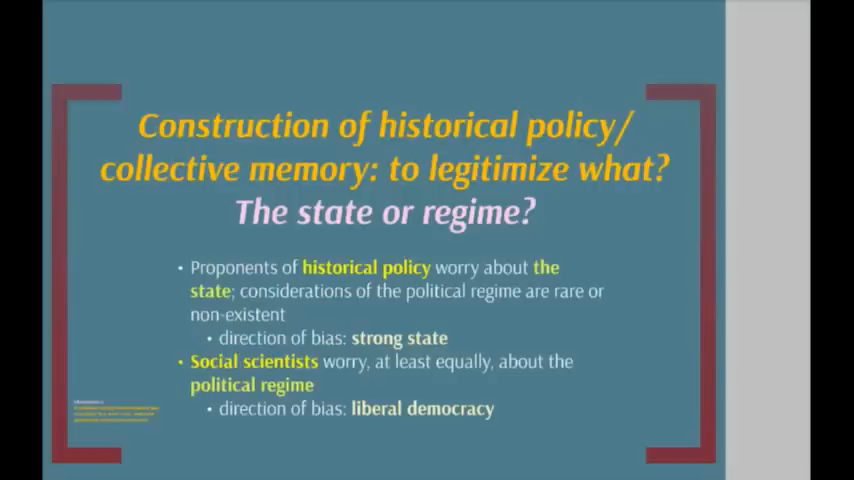 Construction of historical policy/
collective memory: to legitimize what?
The state or regime?
• Proponents of historical policy worry about the
state; considerations of the political regime are rare or
non-existent
• direction of bias: strong state
• Social scientists worry, at least equally, about the
political regime
• direction of bias: liberal democracy